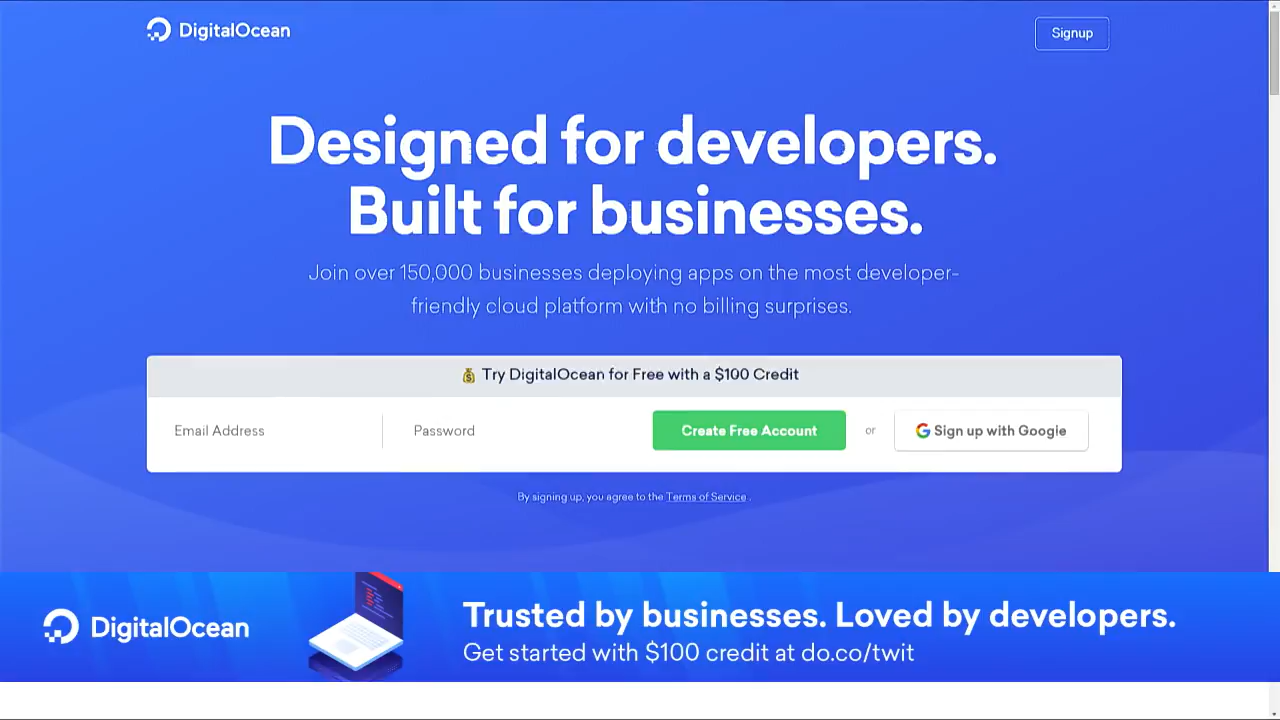 DigitalOcean
Signup
Designed for developers.
Built for businesses.
Join over 150,000 businesses deploying apps on the most developer-
friendly cloud platform with no billing surprises.
Try DigitalOcean for Free with a $100 Credit
Email Address
Password
Create Free Account
or
Sign up with Google
By signing up, you agree to the Terms of Service .
DigitalOcean
Trusted by businesses. Loved by developers.
Get started with $100 credit at do.co/twit